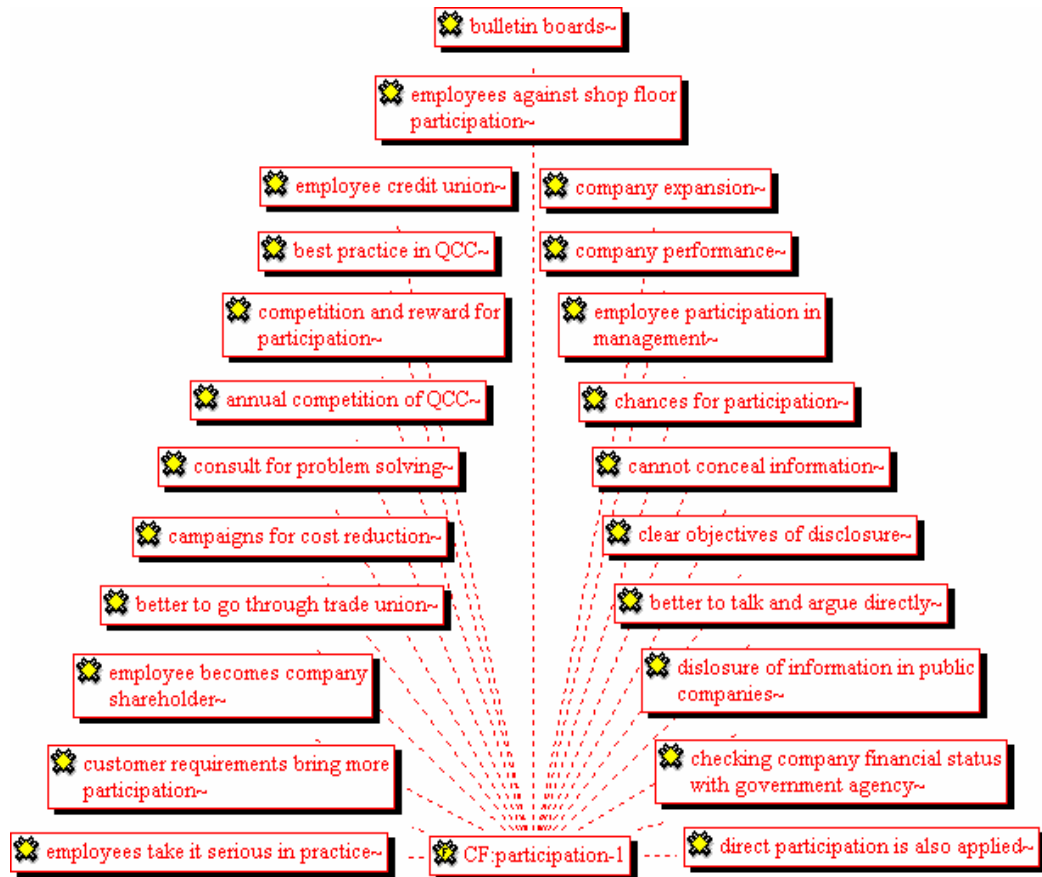 bulletin boards~
employees against shop floor
participation~
employee credit union~
company expansion~
best practice in QCC~
company performance~
competition and reward for
participation~
employee participation in
management~
annual competition of QCC~
chances for participation~
consult for problem solving~
cannot conceal information~
campaigns for cost reduction~
clear objectives of disclosure~
better to go through trade union~
better to talk and argue directly~
employee becomes company
shareholder~
dislosure of information in public
companies~
customer requirements bring more
participation~
checking company financial status
with government agency~
employees take it serious in practice~
F CF:participation-1
direct participation is also applied~